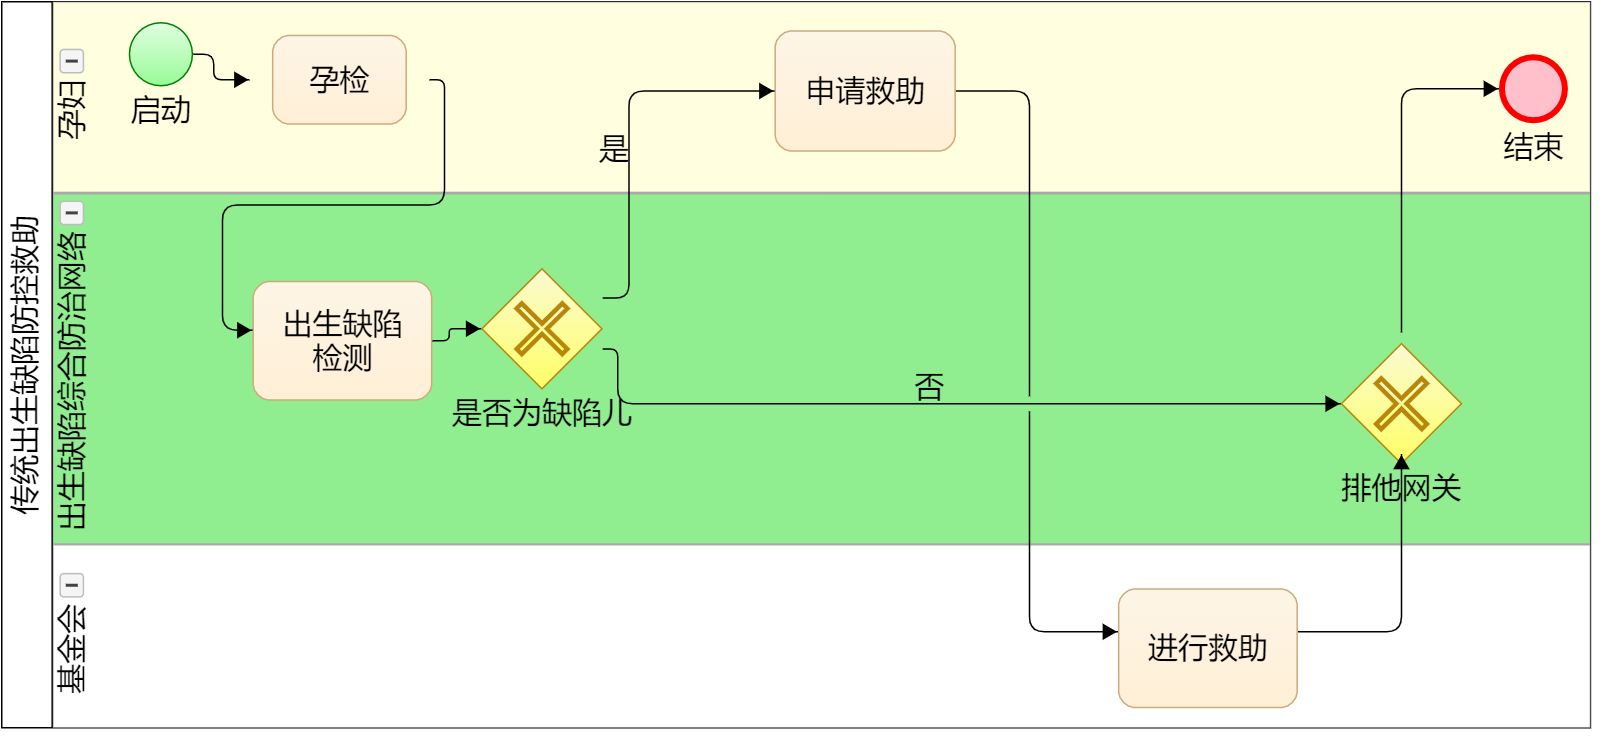 传统出生缺陷防控救助
孕妇
启动
孕检
申请救助
结束
是
出生缺陷综合防治网络
出生缺陷
检测
是否为缺陷儿
否
排他网关
基金会
进行救助